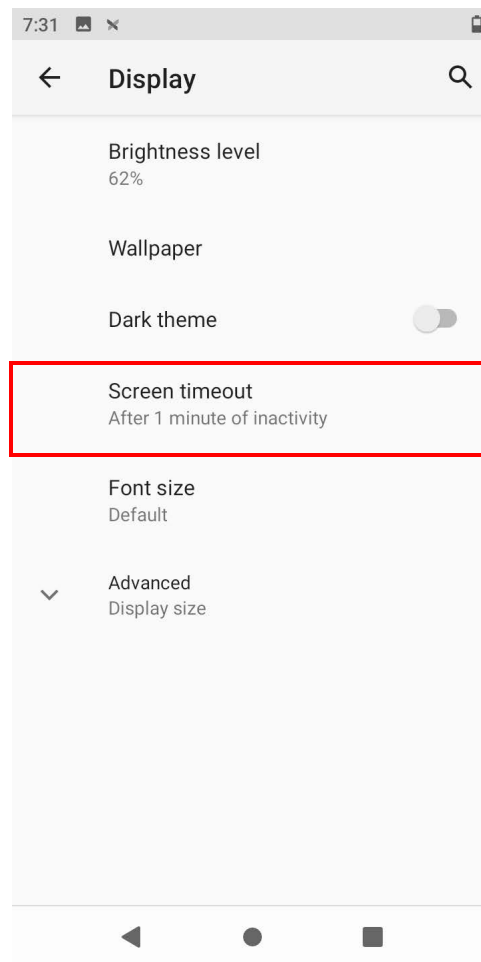 7:31
Display
Brightness level
62%
Wallpaper
Dark theme
Screen timeout
After 1 minute of inactivity
Font size
Default
Advanced
Display size